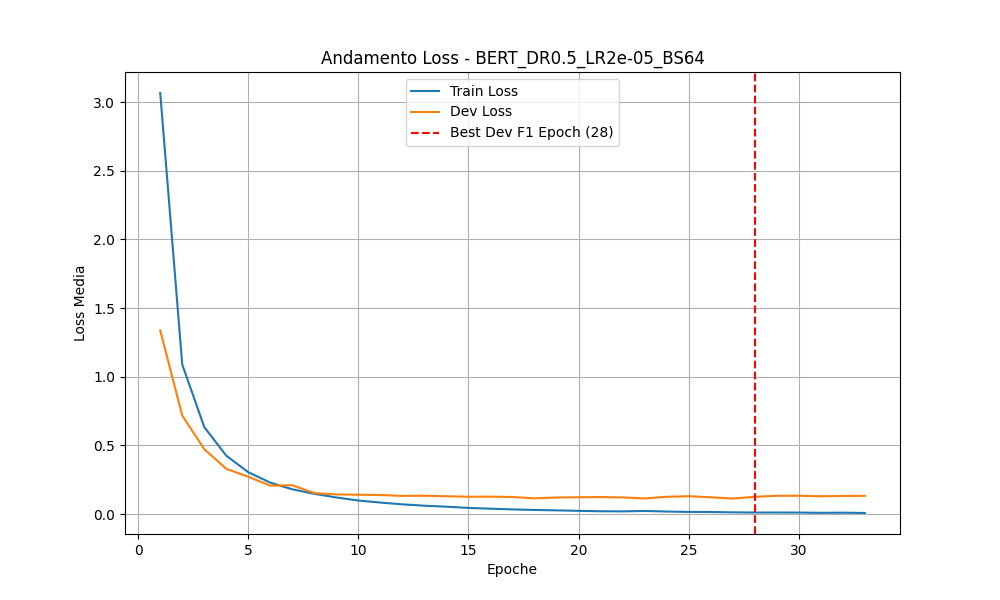 Andamento Loss - BERT_DR0.5_LR2e-05_BS64
Train Loss
Dev Loss
Best Dev F1 Epoch (28)
Loss Media
3.0
2.5
2.0
1.5
1.0
0.5
0.0
0 5 10 15 20 25 30
Epoche